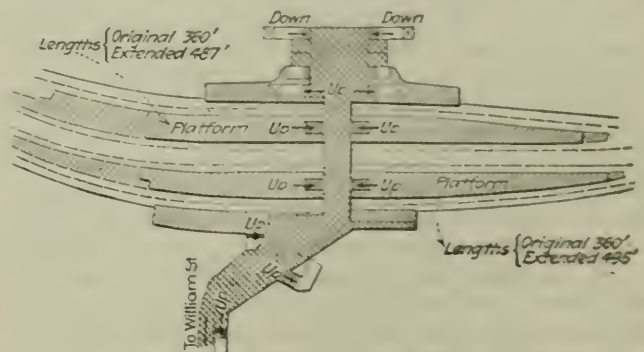 Down Down
Lengths { Original 360'
Extended 487'
Up
Platform Up Up
Up Up Platform
Up
Up
Lengths { Original 360'
Extended 495'
Up
To William St